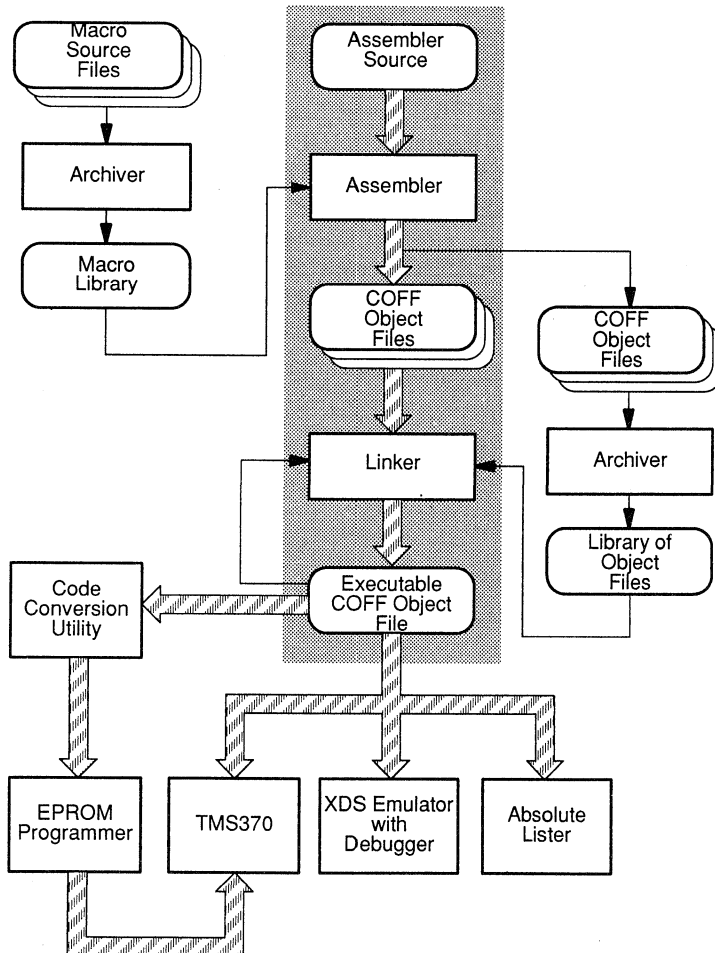 Macro
Source
Files
Assembler
Source
Archiver
Assembler
Macro
Library
COFF
Object
Files
COFF
Object
Files
Linker
Archiver
Library of
Object
Files
Executable
COFF Object
File
Code
Conversion
Utility
EPROM
Programmer
TMS370
XDS Emulator
with
Debugger
Absolute
Lister